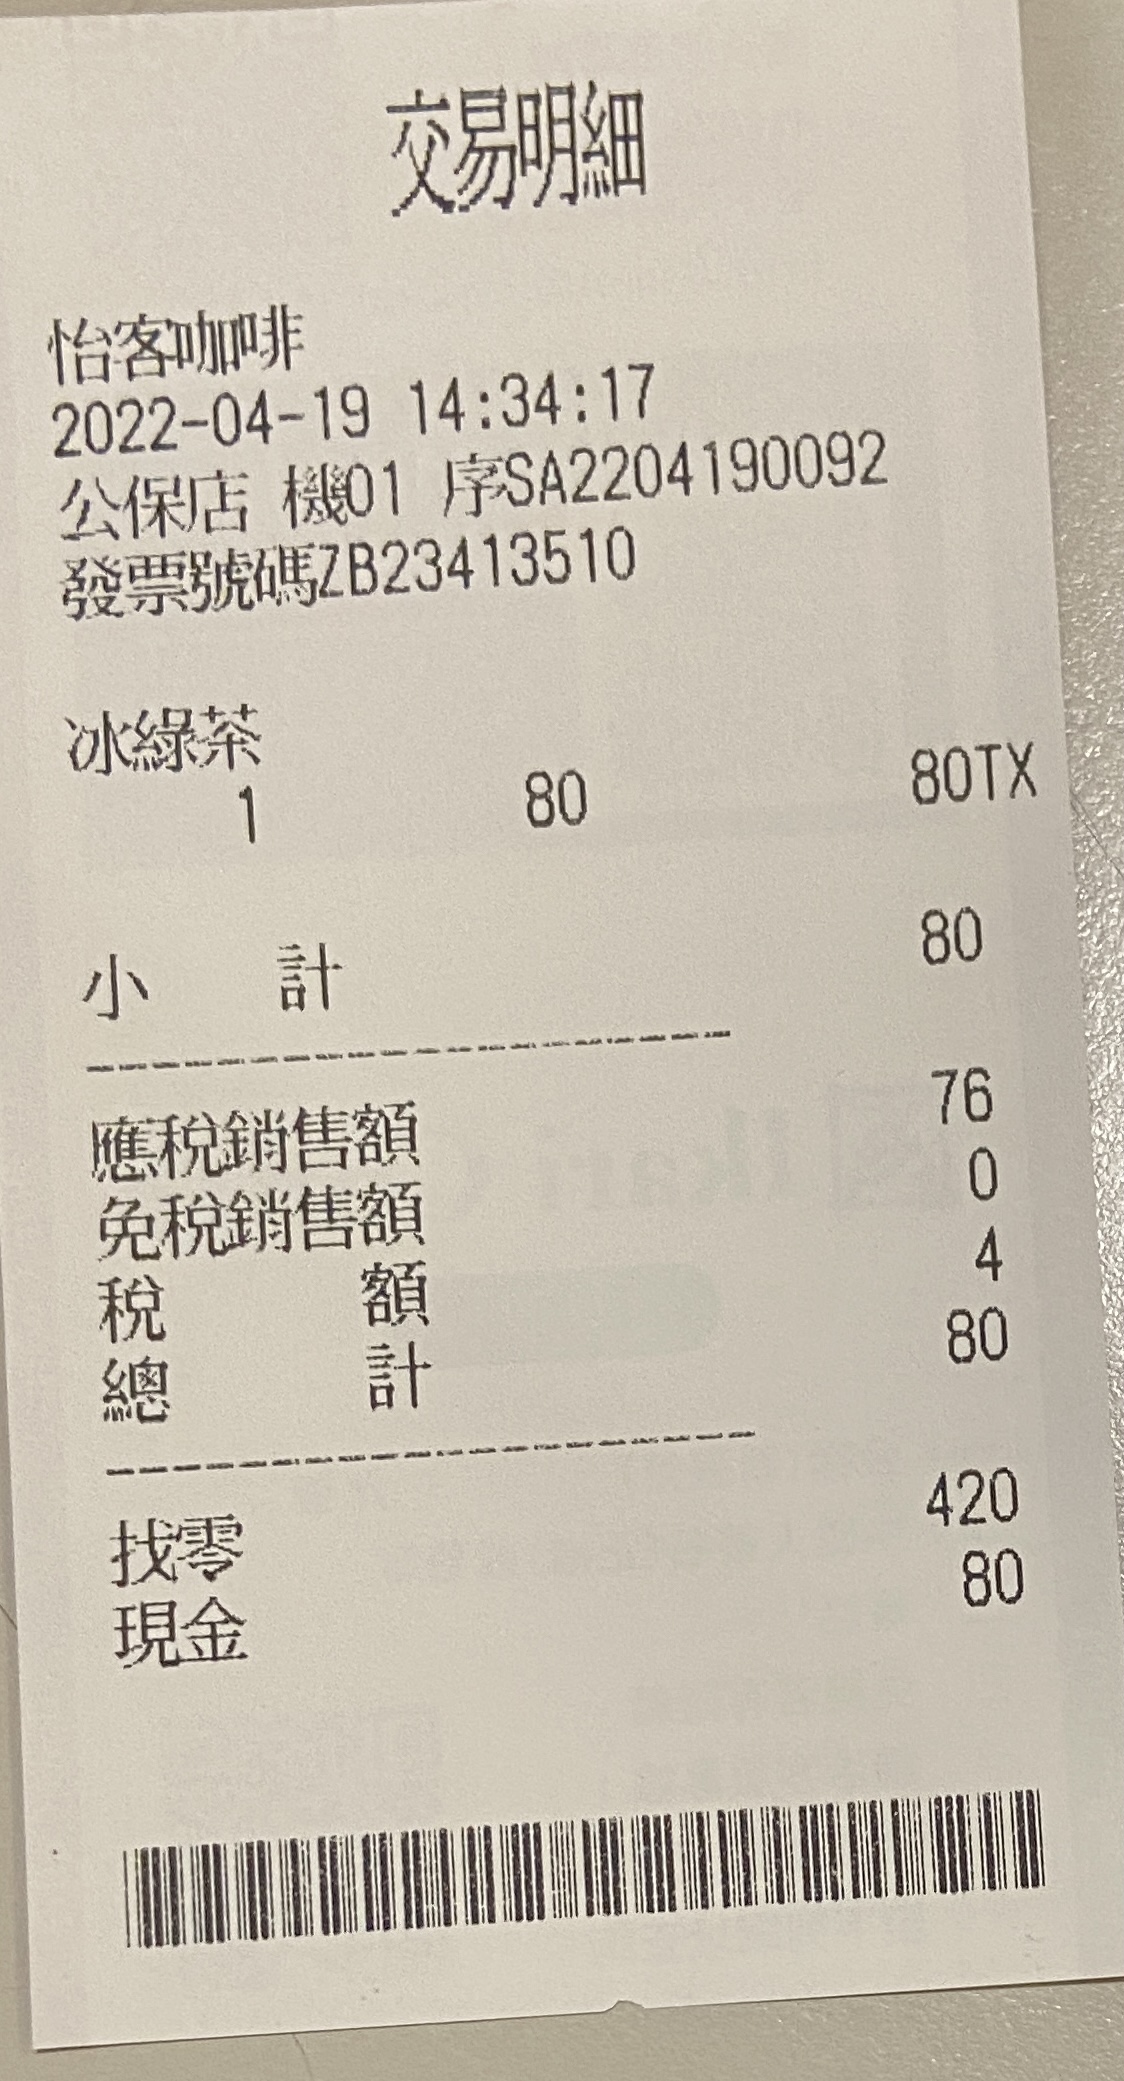 交易明細
怡客咖啡
2022-04-19 14:34:17
公保店 機01 序SA2204190092
發票號碼ZB23413510
冰綠茶
1 80 80TX
小計 80
應稅銷售額 76
免稅銷售額 0
稅額 4
總計 80
找零 420
現金 80